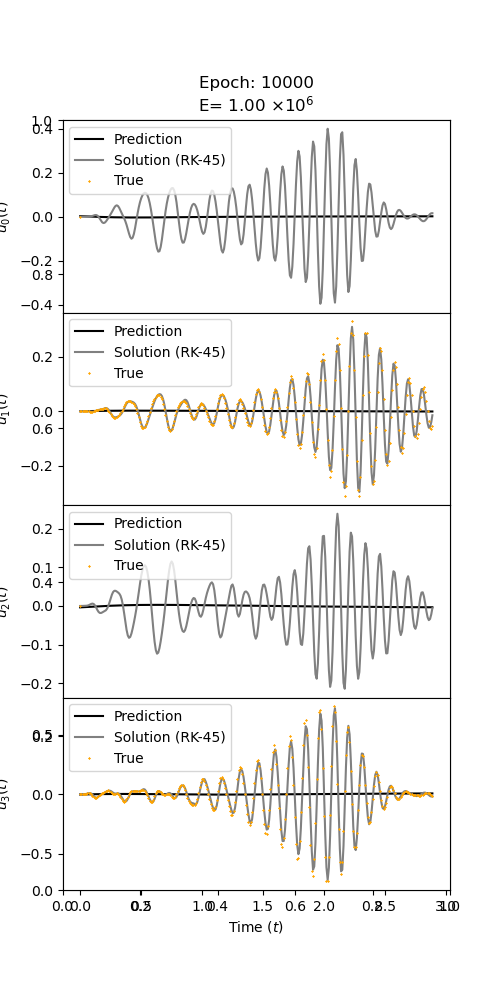 Epoch: 10000
E= 1.00 ×10⁶
1.0
0.4
0.2
0.0
−0.2
0.8
−0.4
u₀(t)
Prediction
Solution (RK-45)
True
0.2
0.0
0.6
−0.2
u₁(t)
Prediction
Solution (RK-45)
True
0.2
0.1
0.4
0.0
−0.1
−0.2
u₂(t)
Prediction
Solution (RK-45)
True
0.5
0.2
0.0
−0.5
0.0
u₃(t)
Prediction
Solution (RK-45)
True
0.0 0.0 0.5 0.2 1.0 0.4 1.5 0.6 2.0 0.8 2.5 3.0 1.0
Time (t)